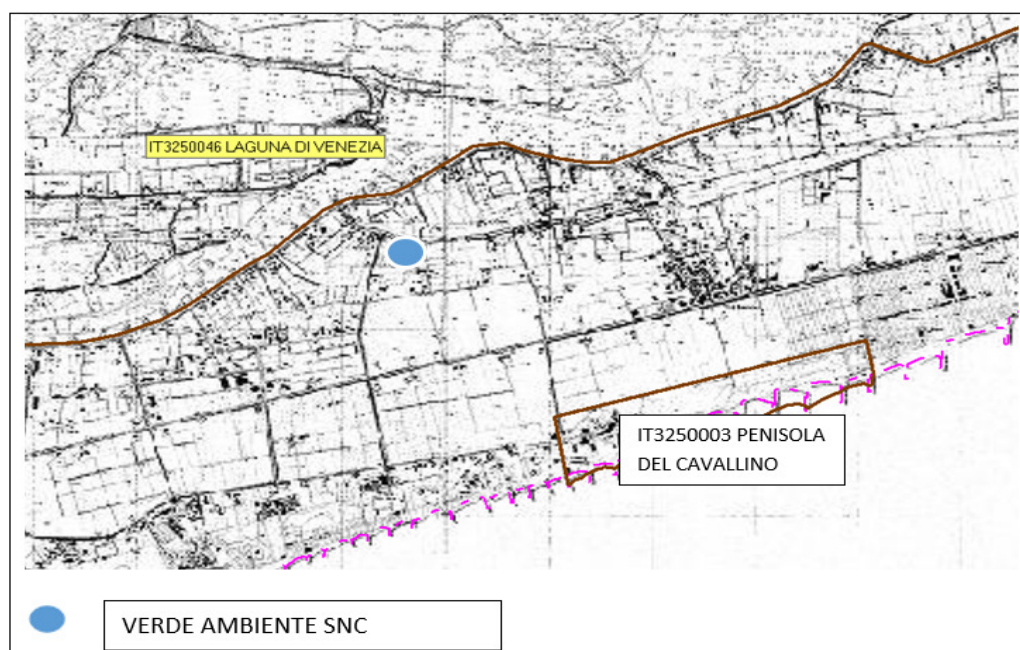 IT3250046 LAGUNA DI VENEZIA
IT3250003 PENISOLA
DEL CAVALLINO
VERDE AMBIENTE SNC